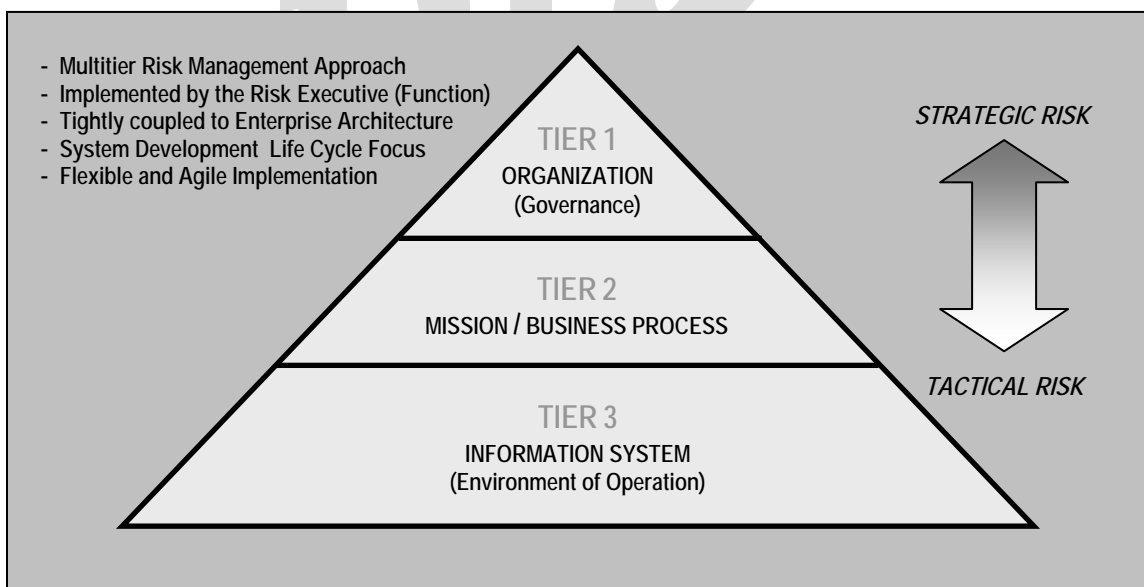 - Multitier Risk Management Approach
- Implemented by the Risk Executive (Function)
- Tightly coupled to Enterprise Architecture
- System Development Life Cycle Focus
- Flexible and Agile Implementation
TIER 1
ORGANIZATION
(Governance)
TIER 2
MISSION / BUSINESS PROCESS
TIER 3
INFORMATION SYSTEM
(Environment of Operation)
STRATEGIC RISK
TACTICAL RISK